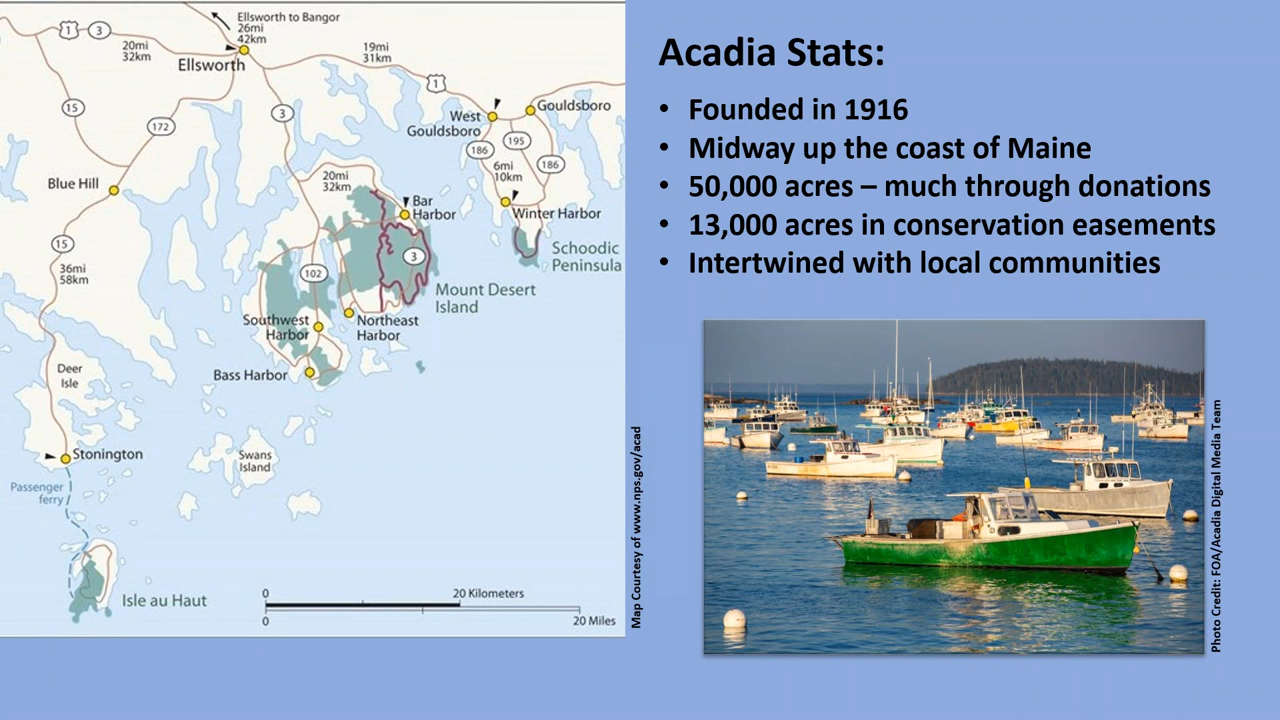 Ellsworth to Bangor
26mi
42km
1
3
20mi
32km
Ellsworth
19mi
31km
1
15
172
3
West
Gouldsboro
Gouldsboro
186
195
186
6mi
10km
Blue Hill
20mi
32km
Bar
Harbor
Winter Harbor
15
36mi
58km
102
3
Schoodic
Peninsula
Mount Desert
Island
Southwest
Harbor
Northeast
Harbor
Bass Harbor
Deer
Isle
Stonington
Swans
Island
Passenger
ferry
Isle au Haut
0
20 Kilometers
0
20 Miles
Map Courtesy of www.nps.gov/acad
Acadia Stats:
• Founded in 1916
• Midway up the coast of Maine
• 50,000 acres – much through donations
• 13,000 acres in conservation easements
• Intertwined with local communities
Photo Credit: FOA/Acadia Digital Media Team